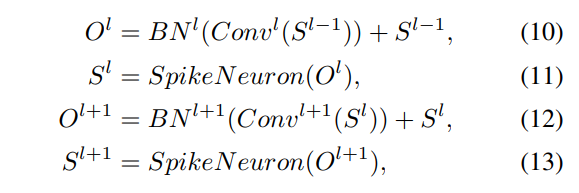 O^l = BN^l(Conv^l(S^{l-1})) + S^{l-1}, (10)
S^l = SpikeNeuron(O^l), (11)
O^{l+1} = BN^{l+1}(Conv^{l+1}(S^l)) + S^l, (12)
S^{l+1} = SpikeNeuron(O^{l+1}), (13)